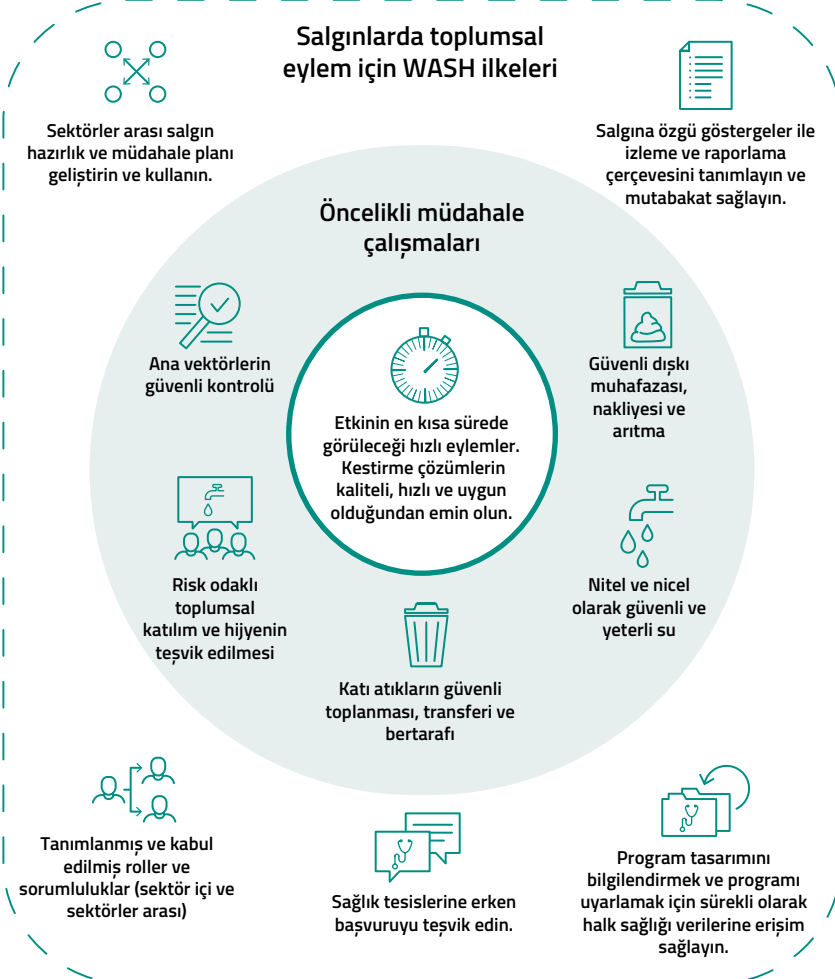 Salgınlarda toplumsal
eylem için WASH ilkeleri
Sektörler arası salgın
hazırlık ve müdahale planı
geliştirin ve kullanın.
Salgına özgü göstergeler ile
izleme ve raporlama
çerçevesini tanımlayın ve
mutabakat sağlayın.
Öncelikli müdahale
çalışmaları
Ana vektörlerin
güvenli kontrolü
Güvenli dışkı
muhafazası,
nakliyesi ve
arıtma
Etkinin en kısa sürede
görüleceği hızlı eylemler.
Kestirme çözümlerin
kaliteli, hızlı ve uygun
olduğundan emin olun.
Risk odaklı
toplumsal
katılım ve hijyenin
teşvik edilmesi
Nitel ve nicel
olarak güvenli ve
yeterli su
Katı atıkların güvenli
toplanması, transferi ve
bertarafı
Tanımlanmış ve kabul
edilmiş roller ve
sorumluluklar (sektör içi ve
sektörler arası)
Sağlık tesislerine erken
başvuruyu teşvik edin.
Program tasarımını
bilgilendirmek ve programı
uyarlamak için sürekli olarak
halk sağlığı verilerine erişim
sağlayın.